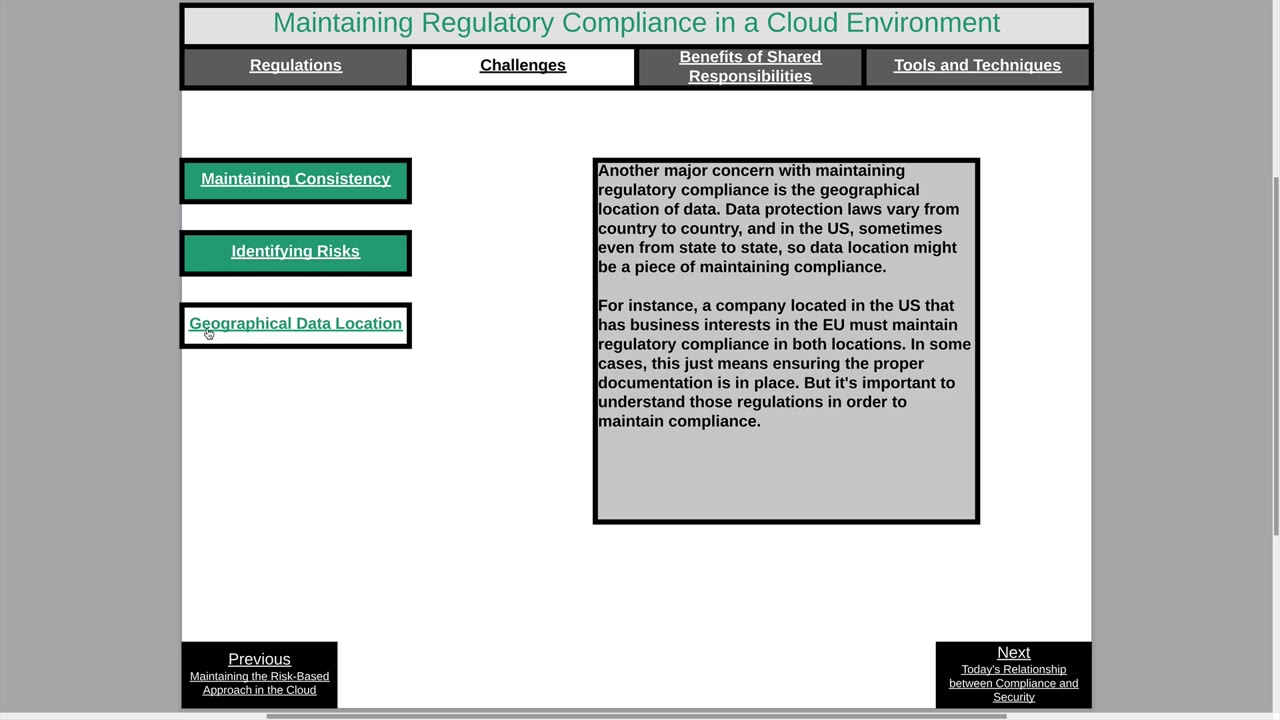 Maintaining Regulatory Compliance in a Cloud Environment
Regulations
Challenges
Benefits of Shared
Responsibilities
Tools and Techniques
Maintaining Consistency
Identifying Risks
Geographical Data Location
Another major concern with maintaining
regulatory compliance is the geographical
location of data. Data protection laws vary from
country to country, and in the US, sometimes
even from state to state, so data location might
be a piece of maintaining compliance.
For instance, a company located in the US that
has business interests in the EU must maintain
regulatory compliance in both locations. In some
cases, this just means ensuring the proper
documentation is in place. But it's important to
understand those regulations in order to
maintain compliance.
Previous
Maintaining the Risk-Based
Approach in the Cloud
Next
Today's Relationship
between Compliance and
Security